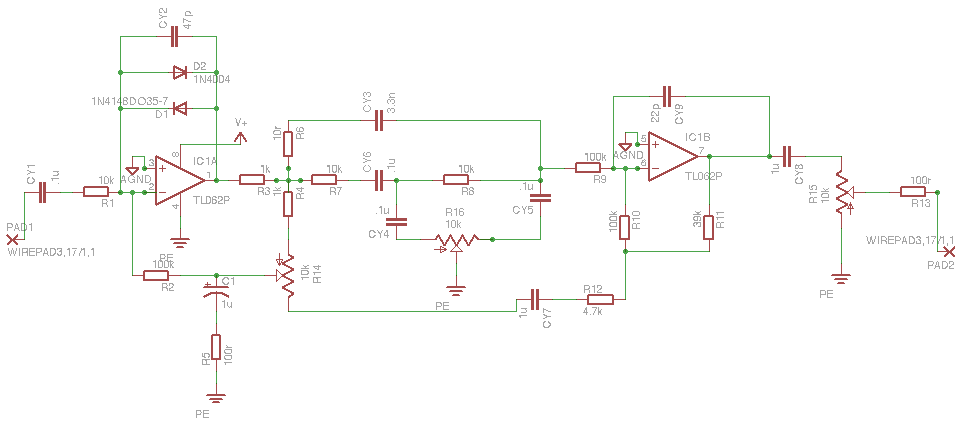 CY2
47p
D2
1N4004
1N4148DO35-7
D1
V+
CY3
3.3n
10r
R6
CY9
22p
IC1A
3
8
2
1
4
AGND
TL062P
CY1
.1u
10k
R1
1k
R3
1k
R4
10k
R7
CY6
.1u
10k
R8
100k
R9
AGND
5
6
7
IC1B
TL062P
1u
CY8
R15
10k
100r
R13
.1u
CY5
.1u
CY4
R16
10k
100k
R10
39k
R11
PAD1
WIREPAD3,17/1,1
WIREPAD3,17/1,1
PAD2
PE
100k
R2
+
C1
1u
10k
R14
PE
1u
CY7
R12
4.7k
PE
R5
100r
PE